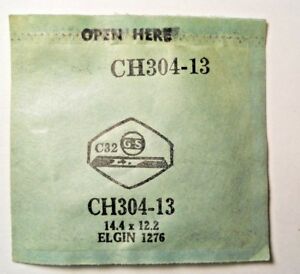 OPEN HERE
CH304-13
C32 G-S
CH304-13
14.4 x 12.2
ELGIN 1276